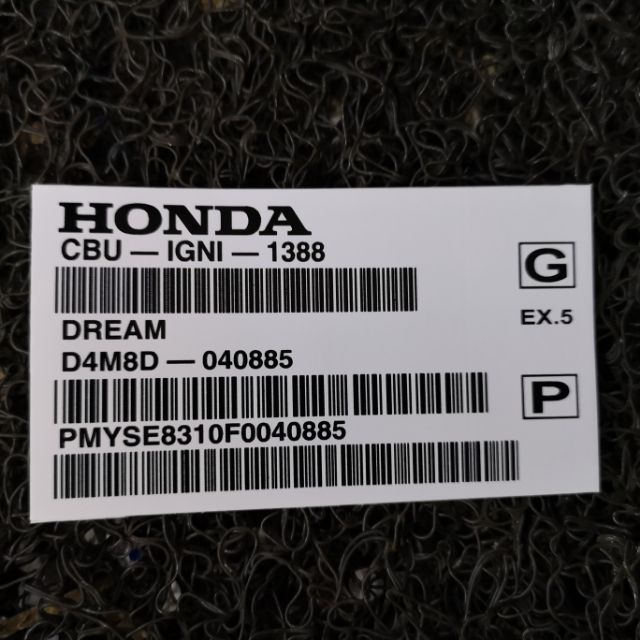 HONDA
CBU — IGNI — 1388
G
EX.5
DREAM
D4M8D — 040885
P
PMYSE8310F0040885